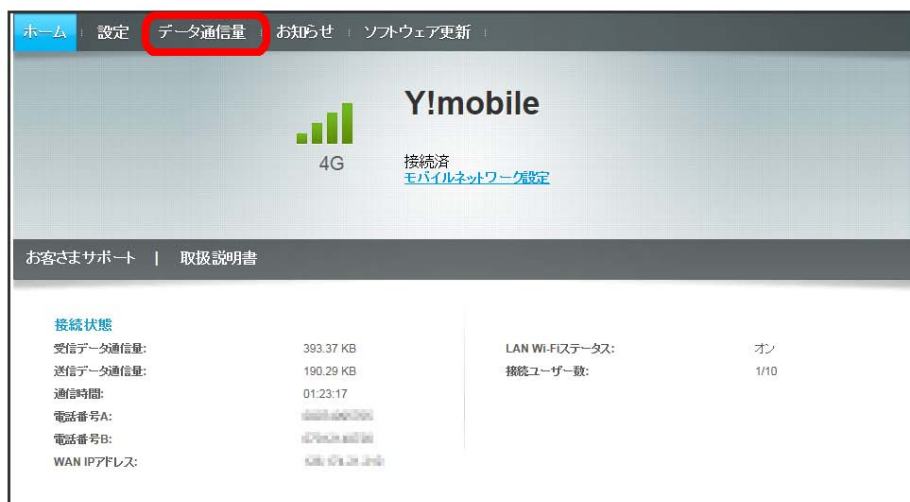 ホーム 設定 データ通信量 お知らせ ソフトウェア更新
Y!mobile
4G 接続済
モバイルネットワーク設定
お客さまサポート | 取扱説明書
接続状態
受信データ通信量: 393.37 KB LAN Wi-Fiステータス: オン
送信データ通信量: 190.29 KB 接続ユーザー数: 1/10
通信時間: 01:23:17
電話番号A:
電話番号B:
WAN IPアドレス: